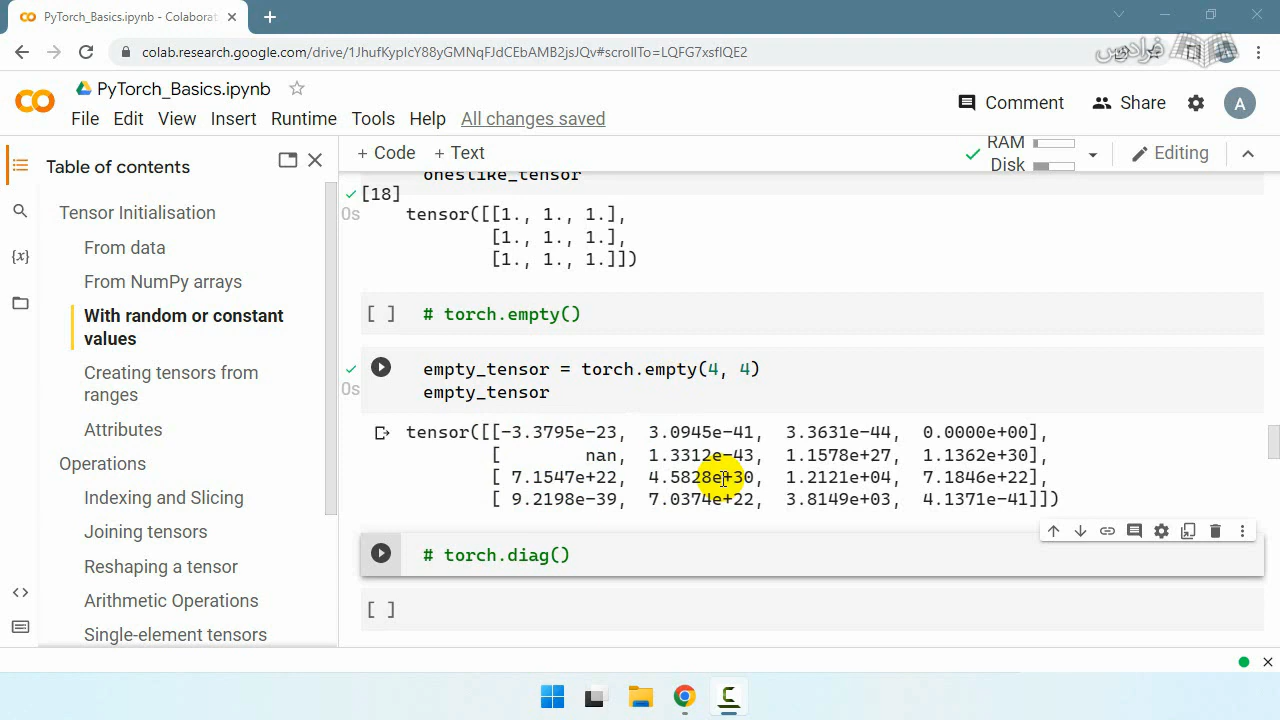 PyTorch_Basics.ipynb - Colaborat
colab.research.google.com/drive/1JhufKyplcY88yGMNqFJdCEbAMB2jsJQv#scrollTo=LQFG7xsflQE2
فرادرس
PyTorch_Basics.ipynb
Comment Share A
File Edit View Insert Runtime Tools Help All changes saved
Table of contents
+ Code + Text
RAM
Disk
Editing
Tensor Initialisation
From data
From NumPy arrays
With random or constant
values
Creating tensors from
ranges
Attributes
Operations
Indexing and Slicing
Joining tensors
Reshaping a tensor
Arithmetic Operations
Single-element tensors
oneslike_tensor
[18]
0s
tensor([[1., 1., 1.],
[1., 1., 1.],
[1., 1., 1.]])
[ ] # torch.empty()
empty_tensor = torch.empty(4, 4)
0s
empty_tensor
tensor([[-3.3795e-23, 3.0945e-41, 3.3631e-44, 0.0000e+00],
[ nan, 1.3312e-43, 1.1578e+27, 1.1362e+30],
[ 7.1547e+22, 4.5828e+30, 1.2121e+04, 7.1846e+22],
[ 9.2198e-39, 7.0374e+22, 3.8149e+03, 4.1371e-41]])
# torch.diag()
[ ]